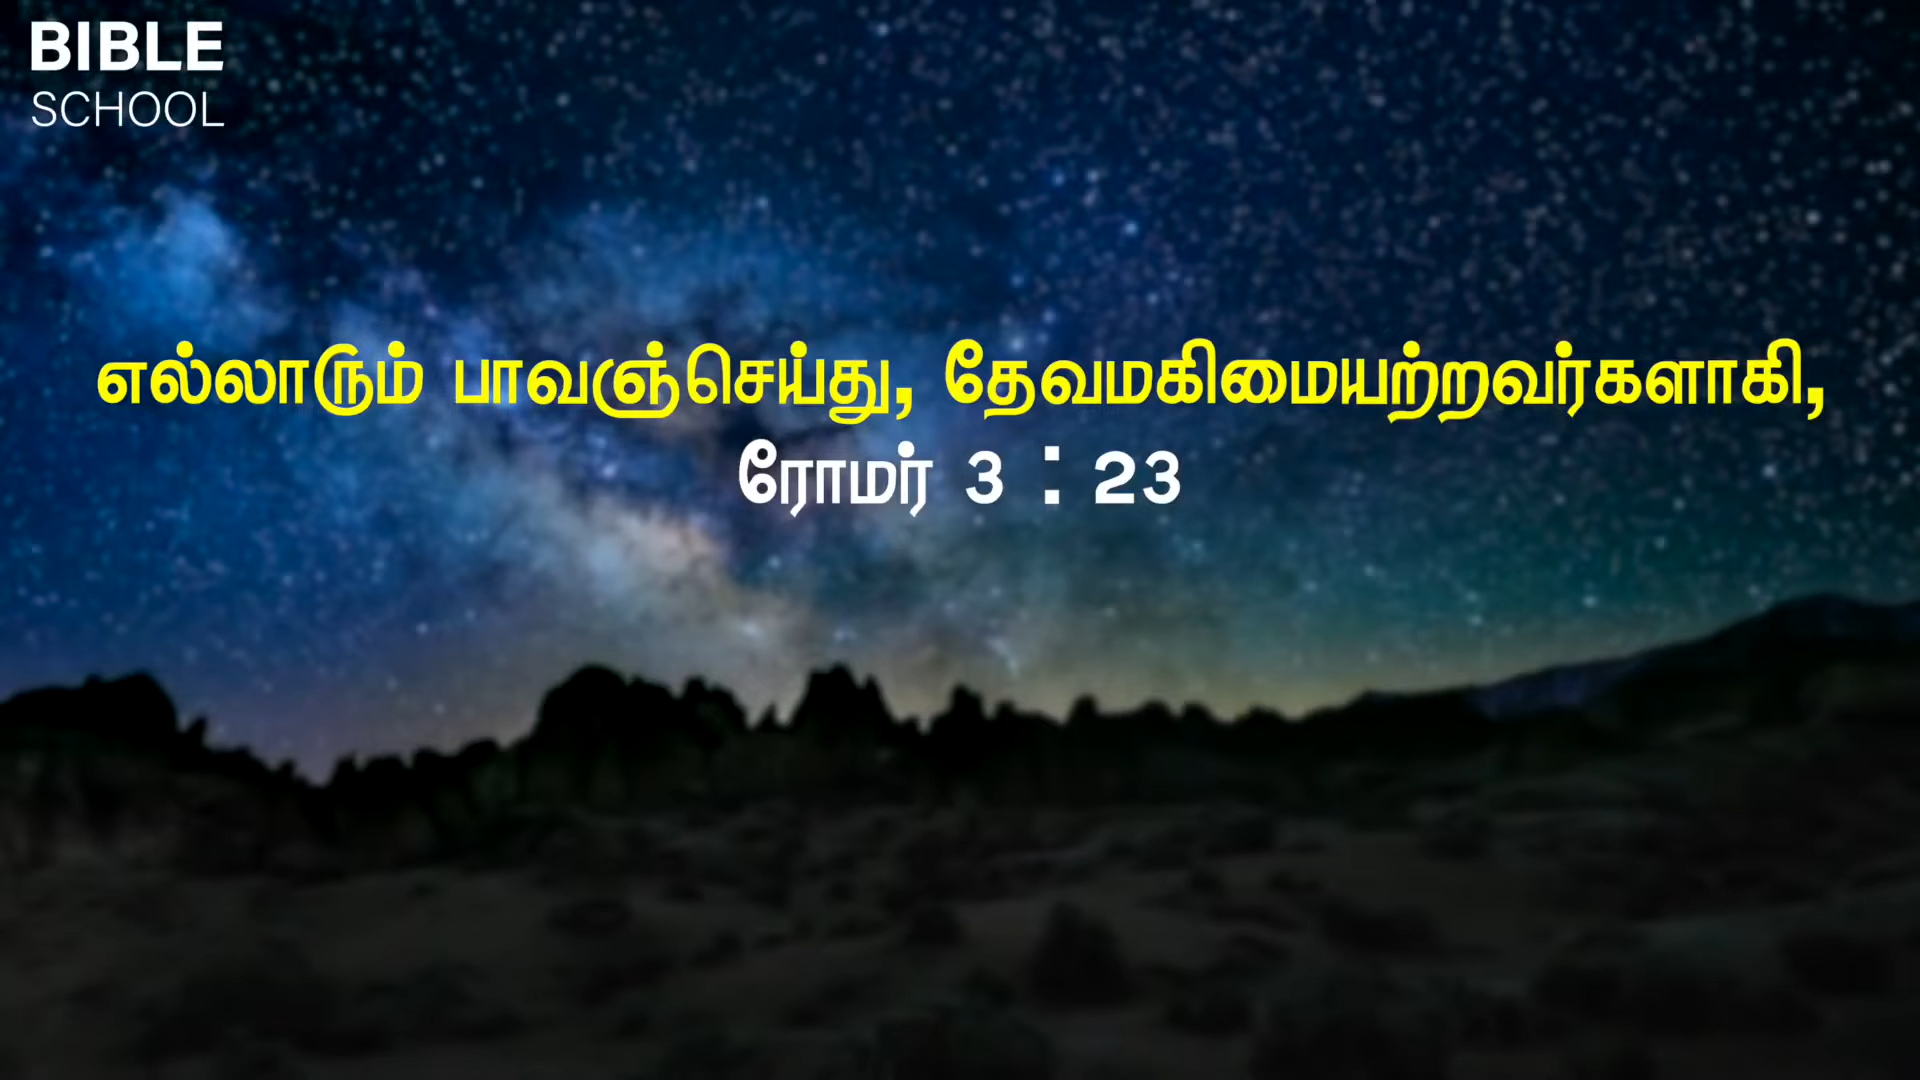 BIBLE
SCHOOL
எல்லாரும் பாவஞ்செய்து, தேவமகிமையற்றவர்களாகி,
ரோமர் 3 : 23